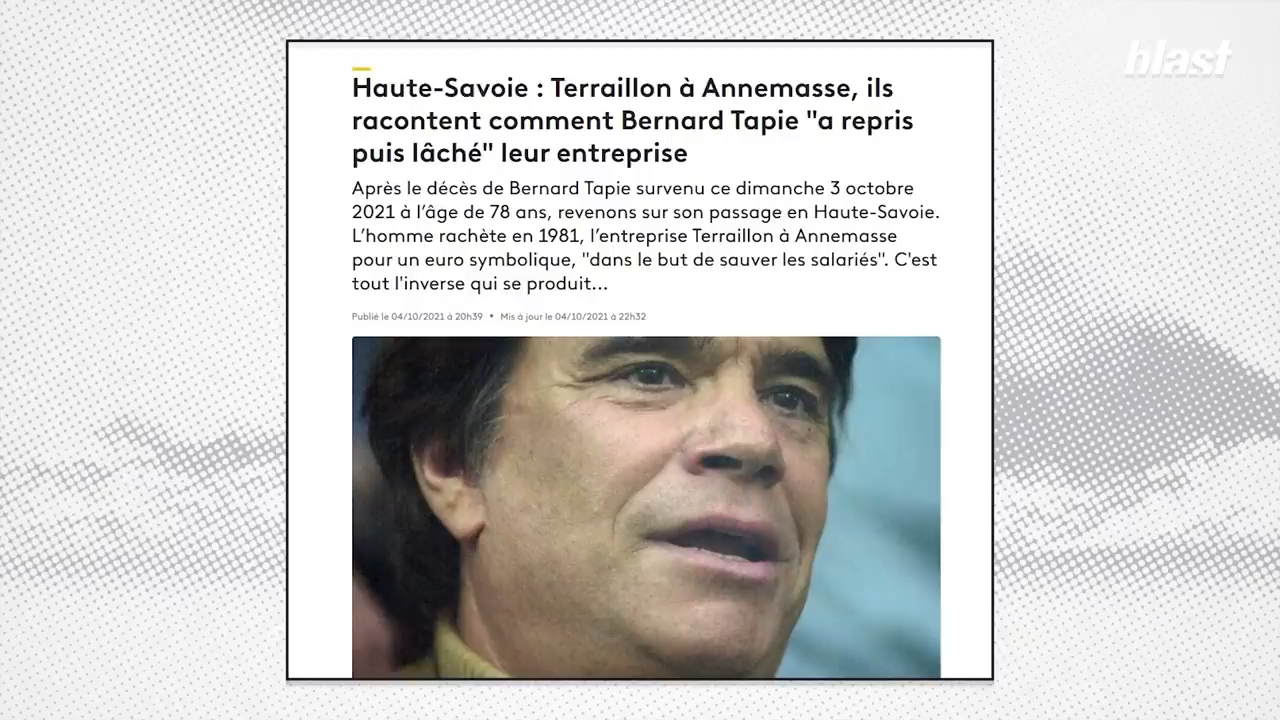 blast
Haute-Savoie : Terraillon à Annemasse, ils
racontent comment Bernard Tapie "a repris
puis lâché" leur entreprise
Après le décès de Bernard Tapie survenu ce dimanche 3 octobre
2021 à l’âge de 78 ans, revenons sur son passage en Haute-Savoie.
L’homme rachète en 1981, l’entreprise Terraillon à Annemasse
pour un euro symbolique, "dans le but de sauver les salariés". C'est
tout l'inverse qui se produit...
Publié le 04/10/2021 à 20h39 • Mis à jour le 04/10/2021 à 22h32